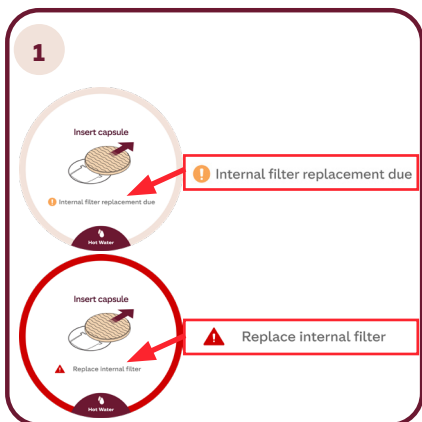 1
Insert capsule
Internal filter replacement due
Hot Water
Internal filter replacement due
Insert capsule
Replace internal filter
Hot Water
Replace internal filter